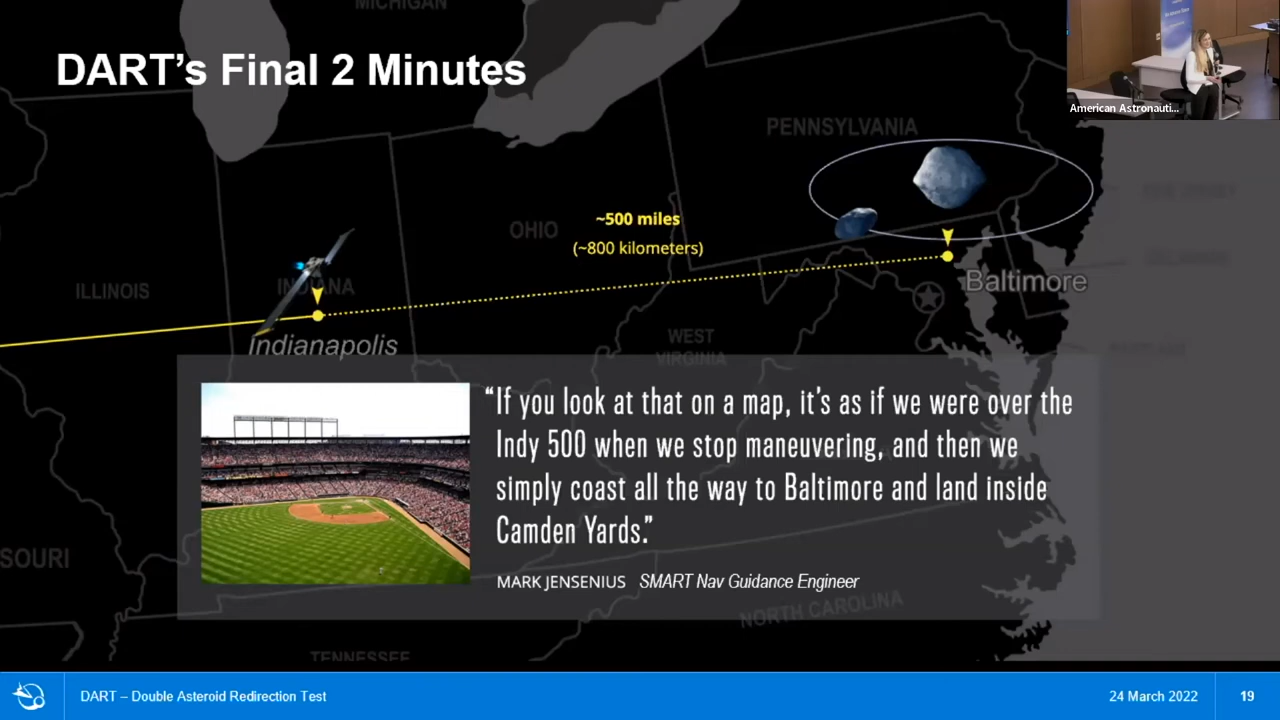 MICHIGAN
DART's Final 2 Minutes
American Astronauti...
PENNSYLVANIA
~500 miles
(~800 kilometers)
OHIO
ILLINOIS
INDIANA
Baltimore
Indianapolis
WEST
VIRGINIA
"If you look at that on a map, it's as if we were over the
Indy 500 when we stop maneuvering, and then we
simply coast all the way to Baltimore and land inside
Camden Yards."
MARK JENSENIUS SMART Nav Guidance Engineer
SOURI
NORTH CAROLINA
TENNESSEE
DART – Double Asteroid Redirection Test
24 March 2022
19